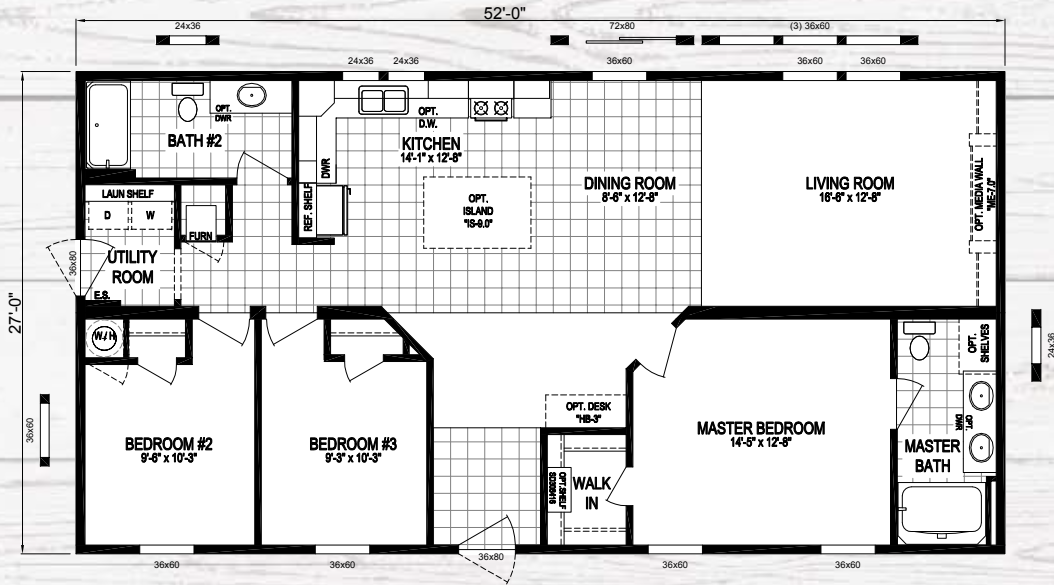 52'-0"
24x36
72x80
(3) 36x60
24x36
24x36
36x60
36x60
36x60
OPT.
DWR
BATH #2
OPT.
D.W.
KITCHEN
14'-1" x 12'-8"
DWR
REF. SHELF
OPT.
ISLAND
"IS-9.0"
DINING ROOM
8'-6" x 12'-8"
LIVING ROOM
16'-6" x 12'-8"
OPT. MEDIA WALL
"ME-7.0"
LAUN SHELF
D
W
FURN
UTILITY
ROOM
36x80
E.S.
27'-0"
W/H
OPT.
SHELVES
24x36
36x60
BEDROOM #2
9'-6" x 10'-3"
BEDROOM #3
9'-3" x 10'-3"
OPT. DESK
"HB-3"
MASTER BEDROOM
14'-5" x 12'-8"
OPT.
DWR
MASTER
BATH
OPT.SHELF
WALK
IN
36x60
36x60
36x80
36x60
36x60